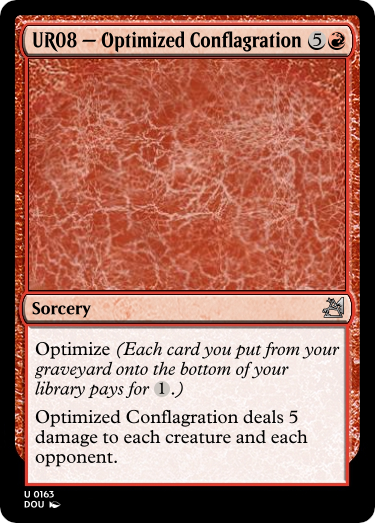 UR08 — Optimized Conflagration 5
Sorcery
Optimize (Each card you put from your
graveyard onto the bottom of your
library pays for 1.)
Optimized Conflagration deals 5
damage to each creature and each
opponent.
U 0163
DOU